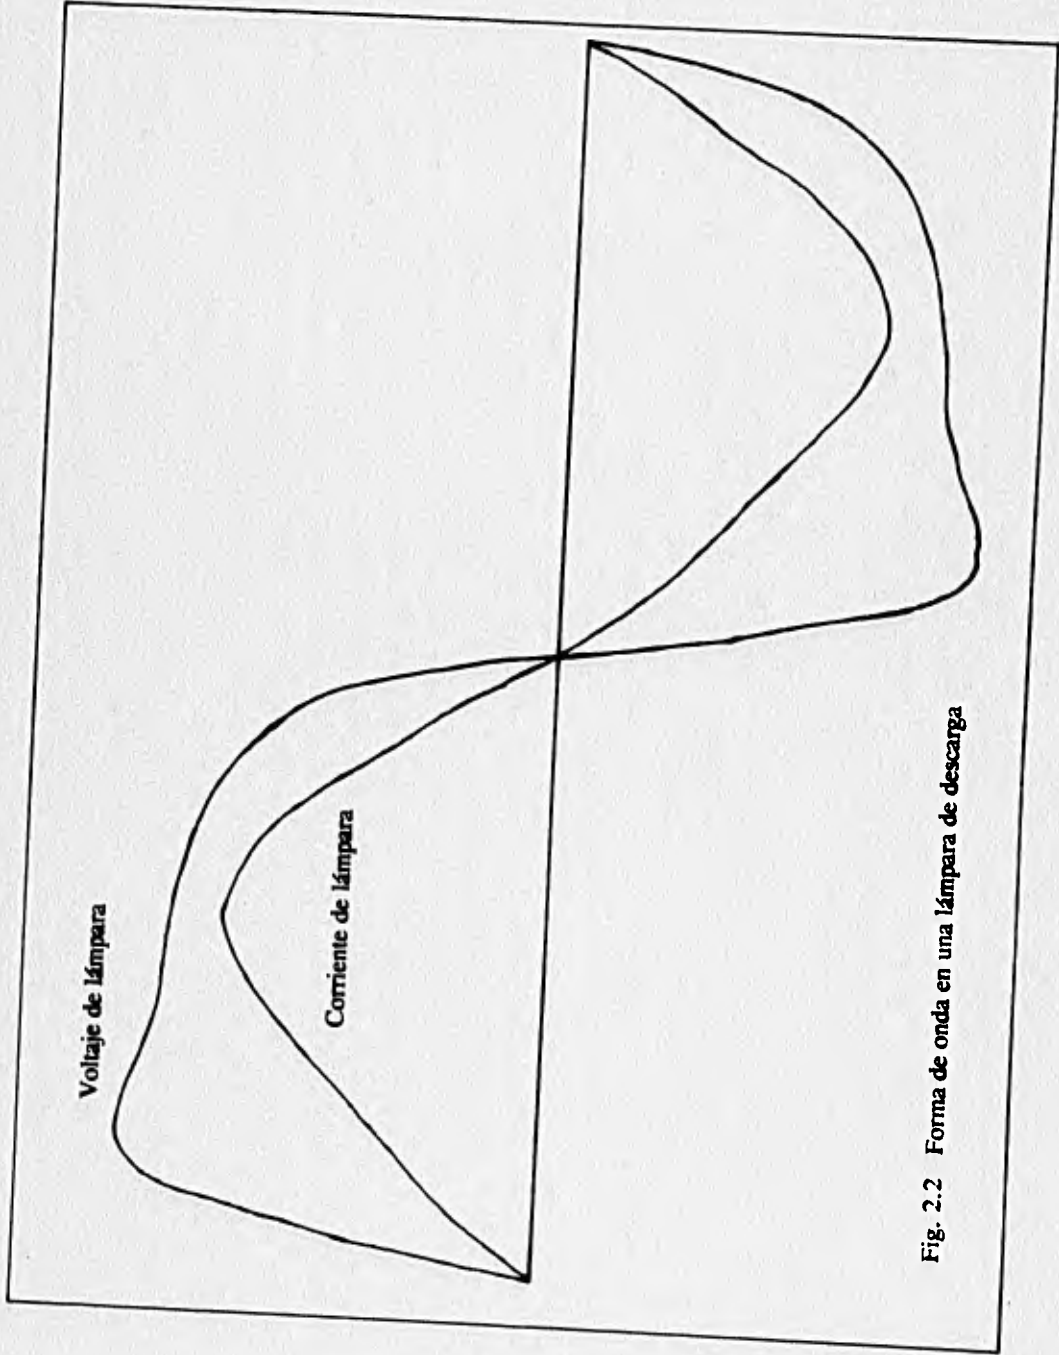 Voltaje de lámpara
Corriente de lámpara
Fig. 2.2 Forma de onda en una lámpara de descarga